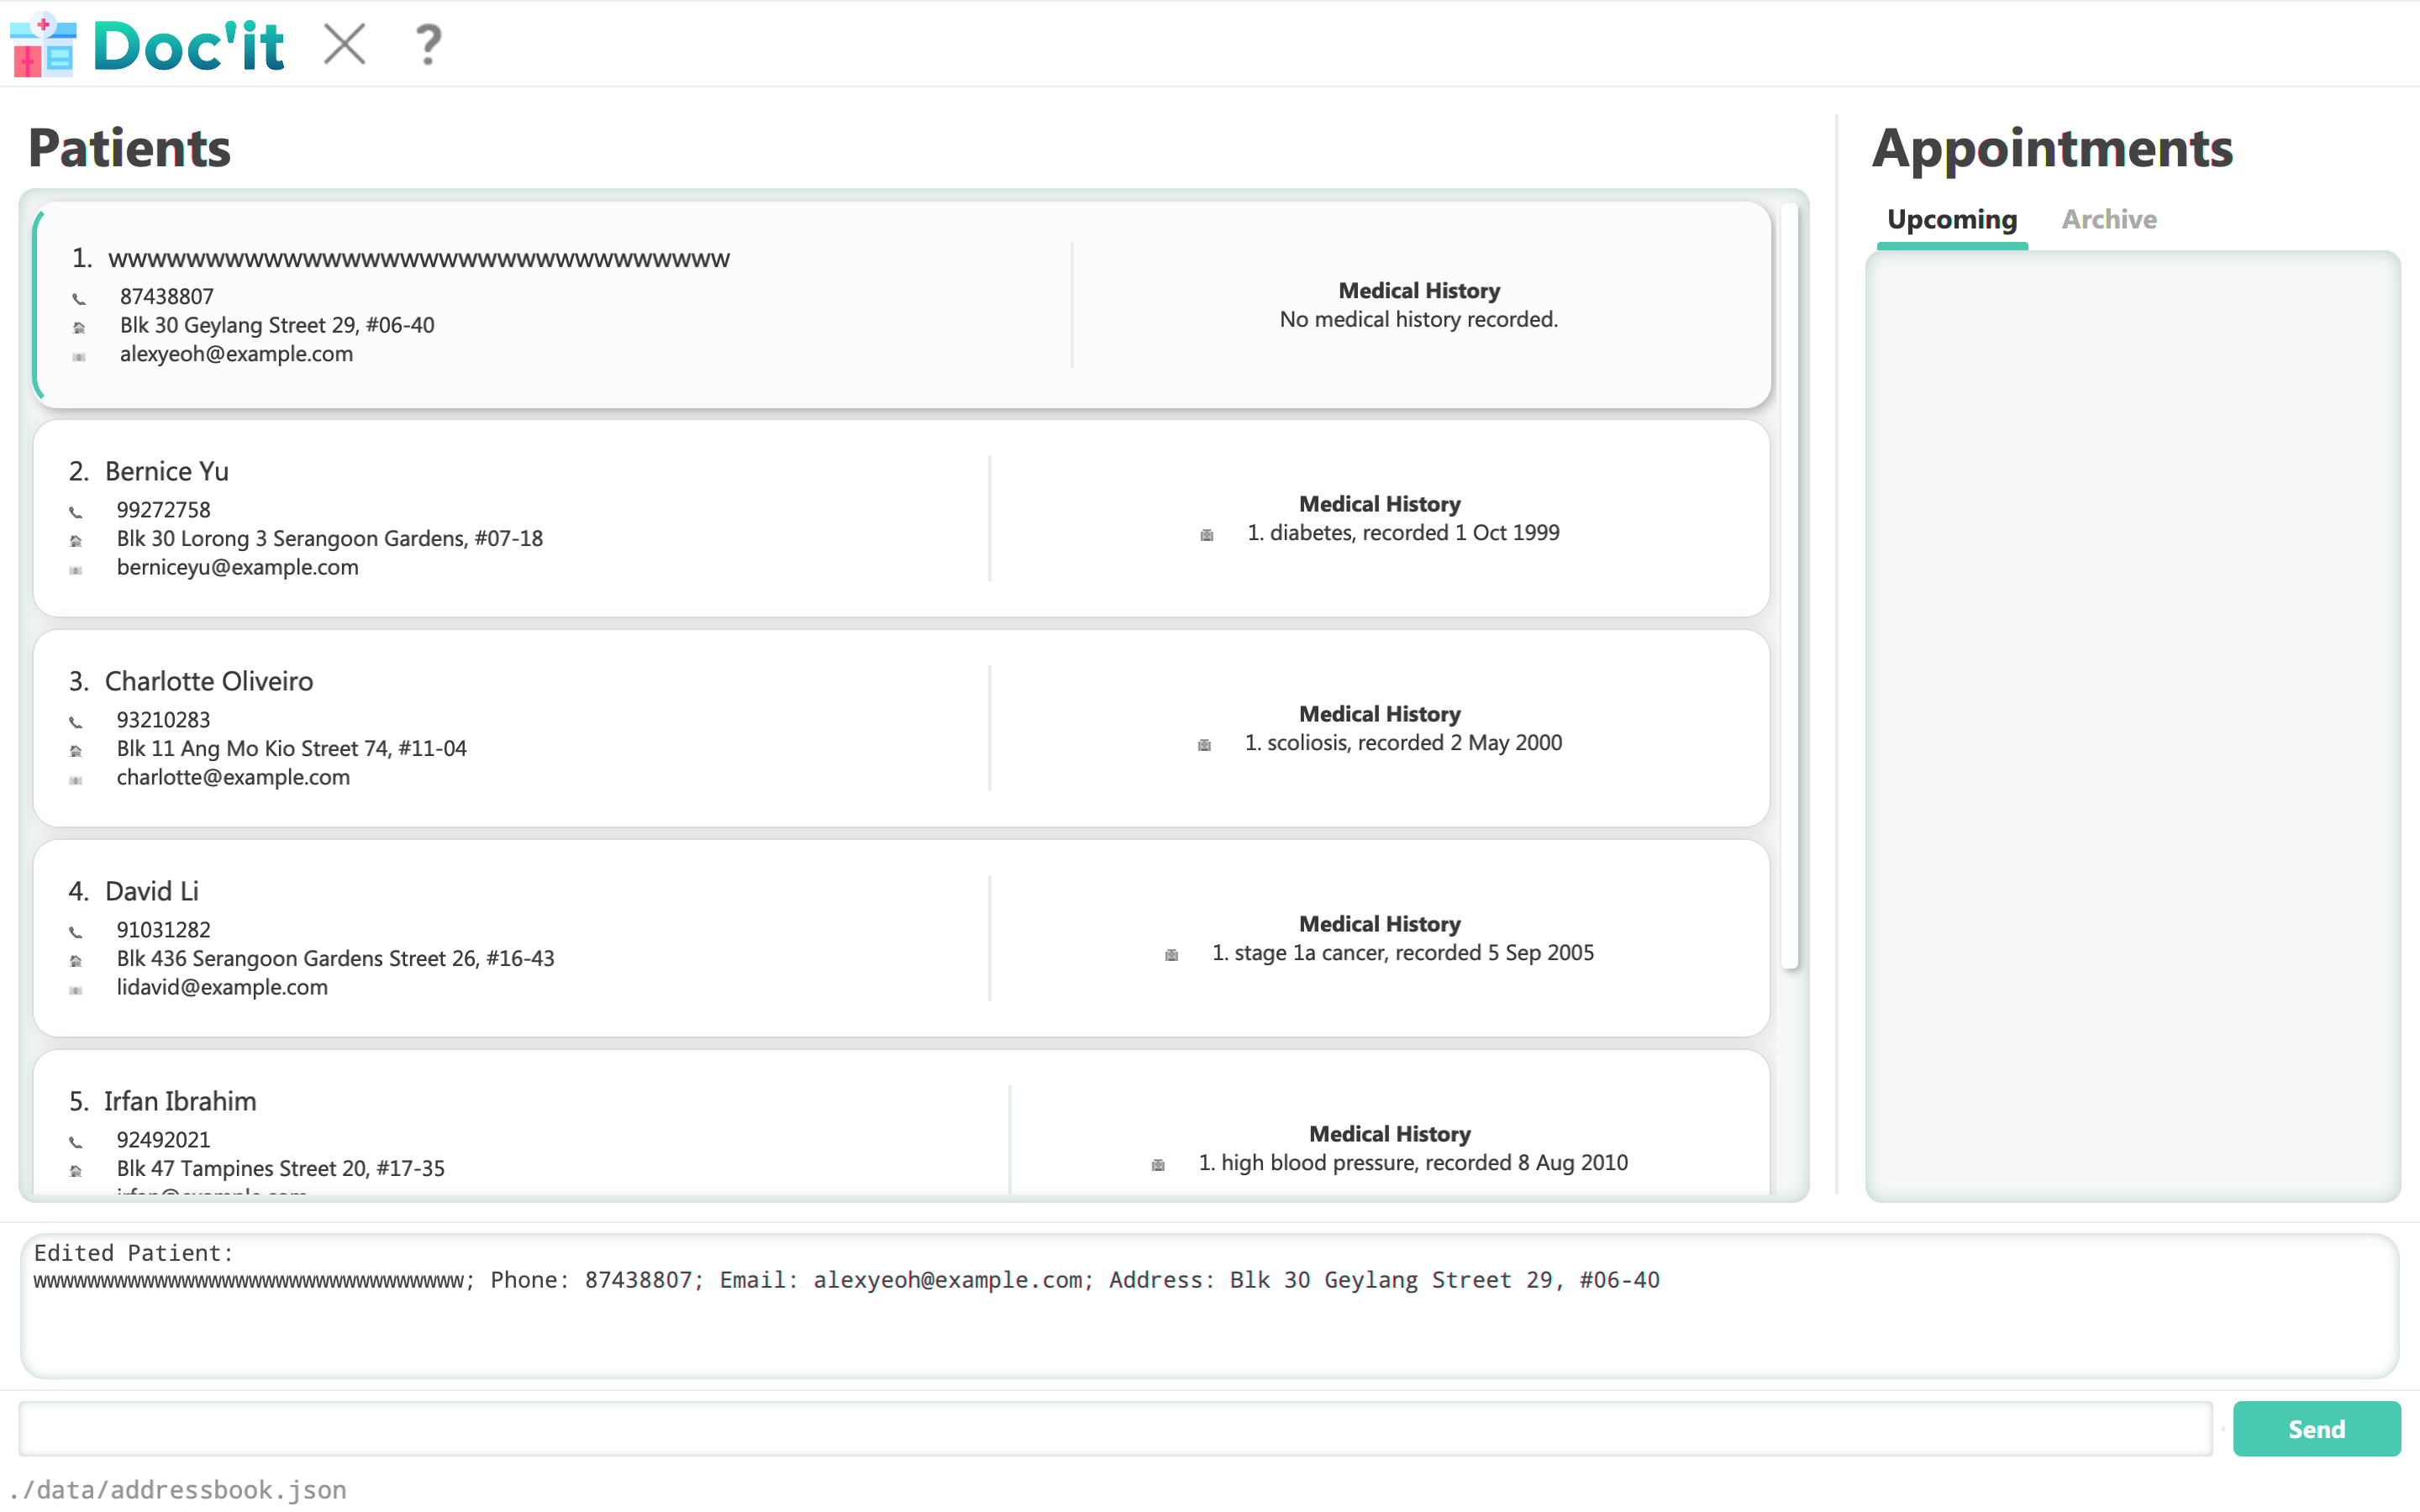 Doc'it
?
Patients
1. wwwwwwwwwwwwwwwwwwwwwwwwwwwwwwww
87438807
Blk 30 Geylang Street 29, #06-40
alexyeoh@example.com
Medical History
No medical history recorded.
2. Bernice Yu
99272758
Blk 30 Lorong 3 Serangoon Gardens, #07-18
berniceyu@example.com
Medical History
1. diabetes, recorded 1 Oct 1999
3. Charlotte Oliveiro
93210283
Blk 11 Ang Mo Kio Street 74, #11-04
charlotte@example.com
Medical History
1. scoliosis, recorded 2 May 2000
4. David Li
91031282
Blk 436 Serangoon Gardens Street 26, #16-43
lidavid@example.com
Medical History
1. stage 1a cancer, recorded 5 Sep 2005
5. Irfan Ibrahim
92492021
Blk 47 Tampines Street 20, #17-35
Medical History
1. high blood pressure, recorded 8 Aug 2010
Appointments
Upcoming Archive
Edited Patient:
wwwwwwwwwwwwwwwwwwwwwwwwwwwwwwww; Phone: 87438807; Email: alexyeoh@example.com; Address: Blk 30 Geylang Street 29, #06-40
Send
./data/addressbook.json